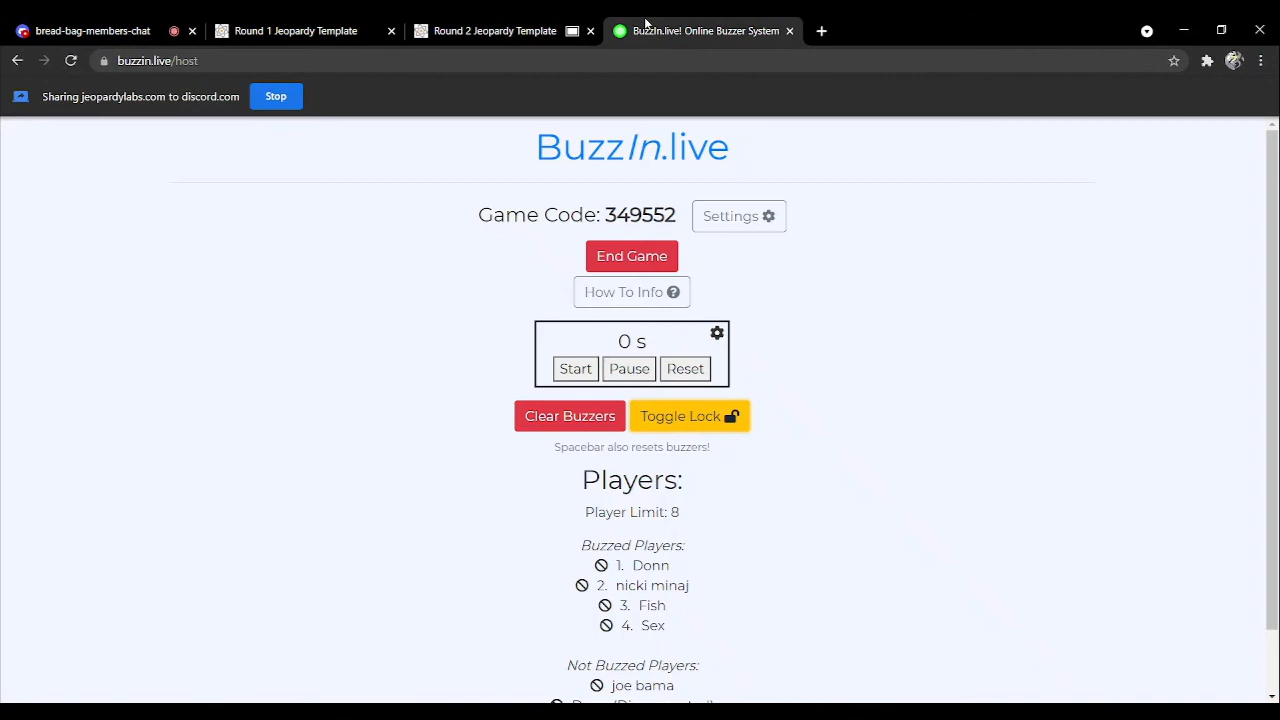 bread-bag-members-chat
Round 1 Jeopardy Template
Round 2 Jeopardy Template
BuzzIn.live! Online Buzzer System
buzzin.live/host
Sharing jeopardylabs.com to discord.com
Stop
BuzzIn.live
Game Code: 349552
Settings
End Game
How To Info
0 s
Start
Pause
Reset
Clear Buzzers
Toggle Lock
Spacebar also resets buzzers!
Players:
Player Limit: 8
Buzzed Players:
1. Donn
2. nicki minaj
3. Fish
4. Sex
Not Buzzed Players:
joe bama